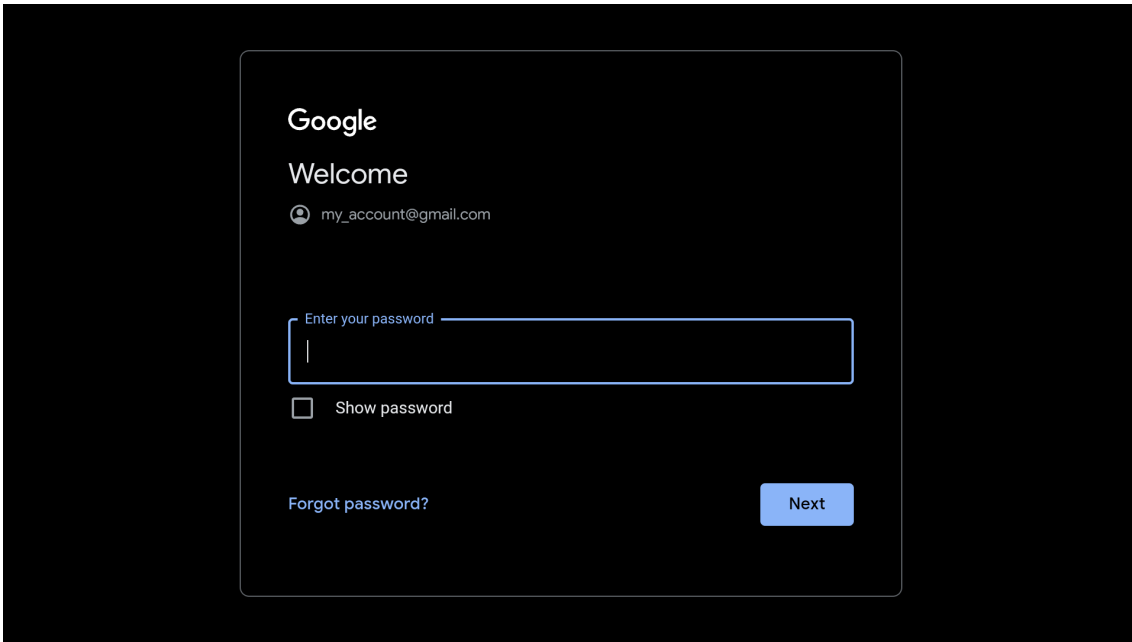 Google
Welcome
my_account@gmail.com
Enter your password
Show password
Forgot password?
Next